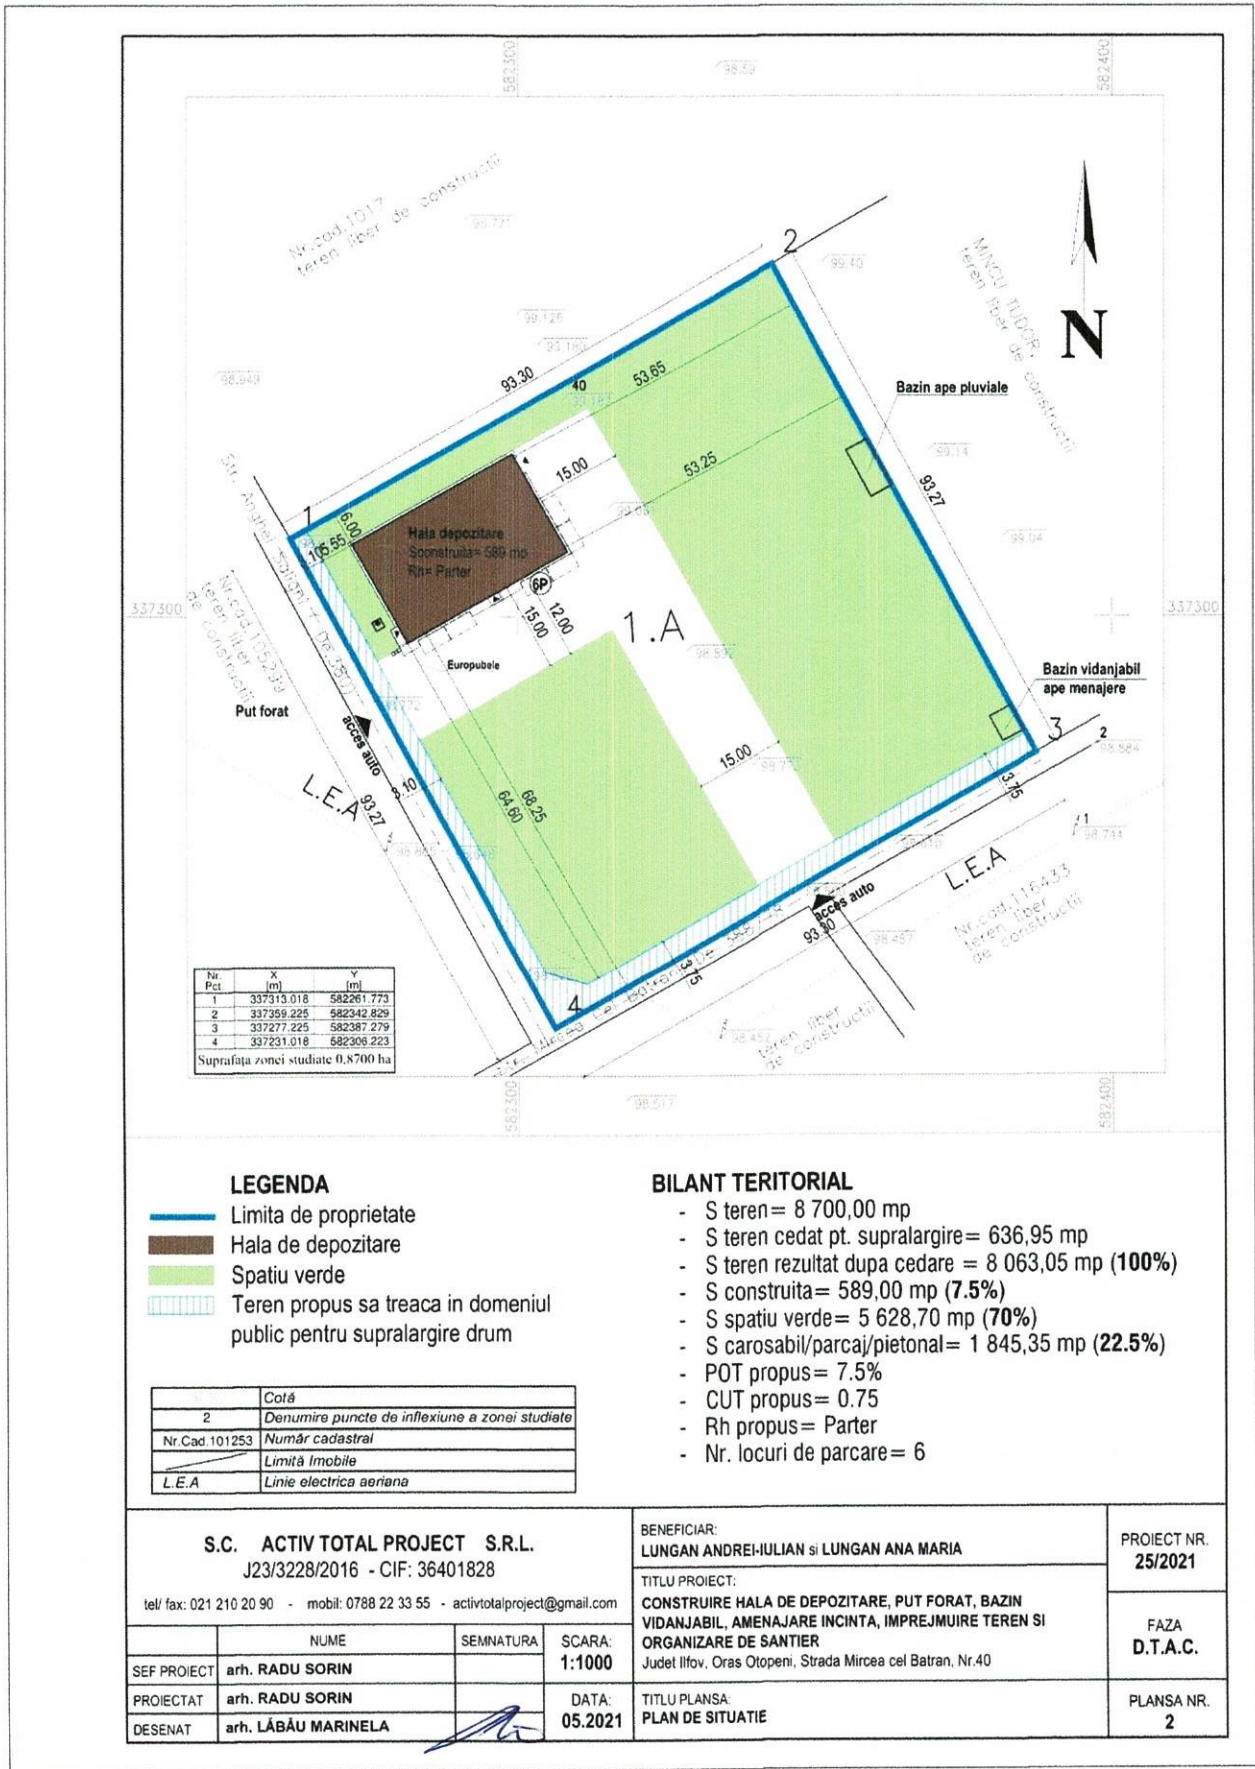 582300
98.59
582400
Nr.cad.1017
teren liber de constructii
98.721
2
99.40
MINCU TUDOR,
teren liber de constructii
N
99.126
99.180
98.949
93.30
40
53.65
Bazin ape pluviale
99.14
15.00
53.25
93.27
Str. Anghel Saligni
1
6.00
105.55
Hala depozitare
Sconstruita= 589 mp
Rh= Parter
99.04
337300
6P
12.00
15.00
1.A
337300
Nr.cad.105299
teren liber
de constructii
Europubele
Put forat
Bazin vidanjabil
ape menajere
3
2
98.884
acces auto
3.10
15.00
3.75
L.E.A
93.27
64.60
68.25
1
98.744
L.E.A
acces auto
93.30
Nr.cad.116433
teren liber
de constructii
98.487
3.75
4
98.452
teren liber
de constructii
Nr. Pct. X [m] Y [m]
1 337313.018 582261.773
2 337359.225 582342.829
3 337277.225 582387.279
4 337231.018 582306.223
Suprafața zonei studiate 0,8700 ha
582300
98.577
582400
LEGENDA
Limita de proprietate
Hala de depozitare
Spatiu verde
Teren propus sa treaca in domeniul
public pentru supralargire drum
BILANT TERITORIAL
- S teren= 8 700,00 mp
- S teren cedat pt. supralargire= 636,95 mp
- S teren rezultat dupa cedare = 8 063,05 mp (100%)
- S construita= 589,00 mp (7.5%)
- S spatiu verde= 5 628,70 mp (70%)
- S carosabil/parcaj/pietonal= 1 845,35 mp (22.5%)
- POT propus= 7.5%
- CUT propus= 0.75
- Rh propus= Parter
- Nr. locuri de parcare= 6
Cotă
2 Denumire puncte de inflexiune a zonei studiate
Nr.Cad.101253 Număr cadastral
Limită Imobile
L.E.A Linie electrica aeriana
S.C. ACTIV TOTAL PROJECT S.R.L.
J23/3228/2016 - CIF: 36401828
tel/ fax: 021 210 20 90 - mobil: 0788 22 33 55 - activtotalproject@gmail.com
NUME SEMNATURA SCARA:
1:1000
SEF PROIECT arh. RADU SORIN
PROIECTAT arh. RADU SORIN
DESENAT arh. LĂBĂU MARINELA
DATA:
05.2021
BENEFICIAR:
LUNGAN ANDREI-IULIAN si LUNGAN ANA MARIA
TITLU PROIECT:
CONSTRUIRE HALA DE DEPOZITARE, PUT FORAT, BAZIN
VIDANJABIL, AMENAJARE INCINTA, IMPREJMUIRE TEREN SI
ORGANIZARE DE SANTIER
Judet Ilfov, Oras Otopeni, Strada Mircea cel Batran, Nr.40
TITLU PLANSA:
PLAN DE SITUATIE
PROIECT NR.
25/2021
FAZA
D.T.A.C.
PLANSA NR.
2